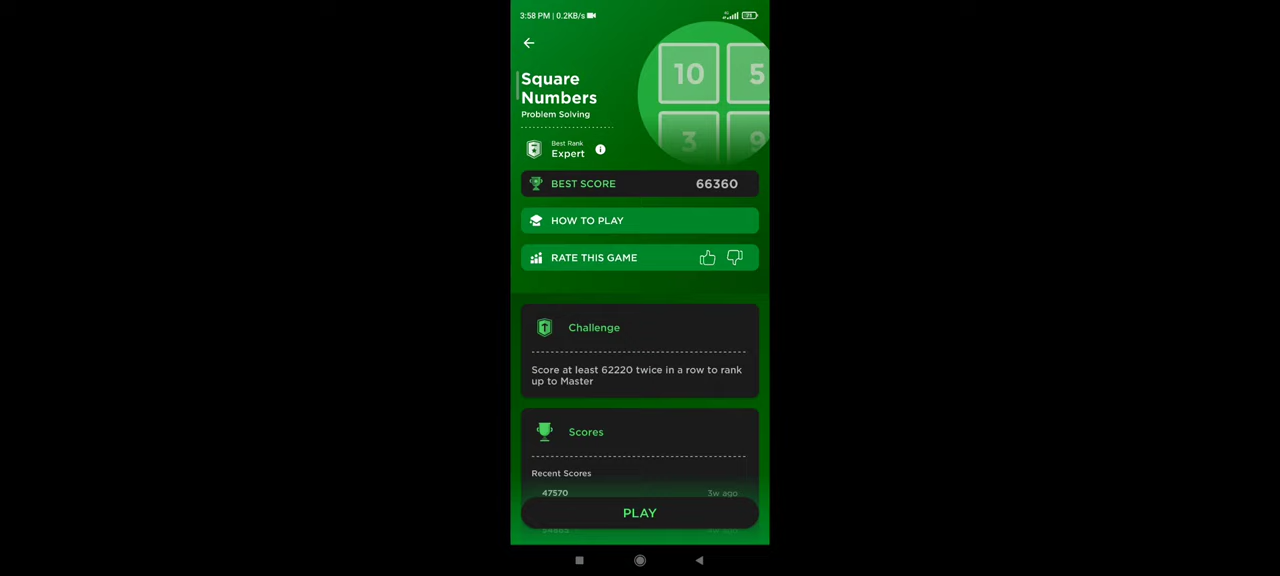 3:58 PM | 0.2KB/s
10 5
3 9
Square
Numbers
Problem Solving
Best Rank
Expert
BEST SCORE 66360
HOW TO PLAY
RATE THIS GAME
Challenge
Score at least 62220 twice in a row to rank
up to Master
Scores
Recent Scores
47570 3w ago
PLAY